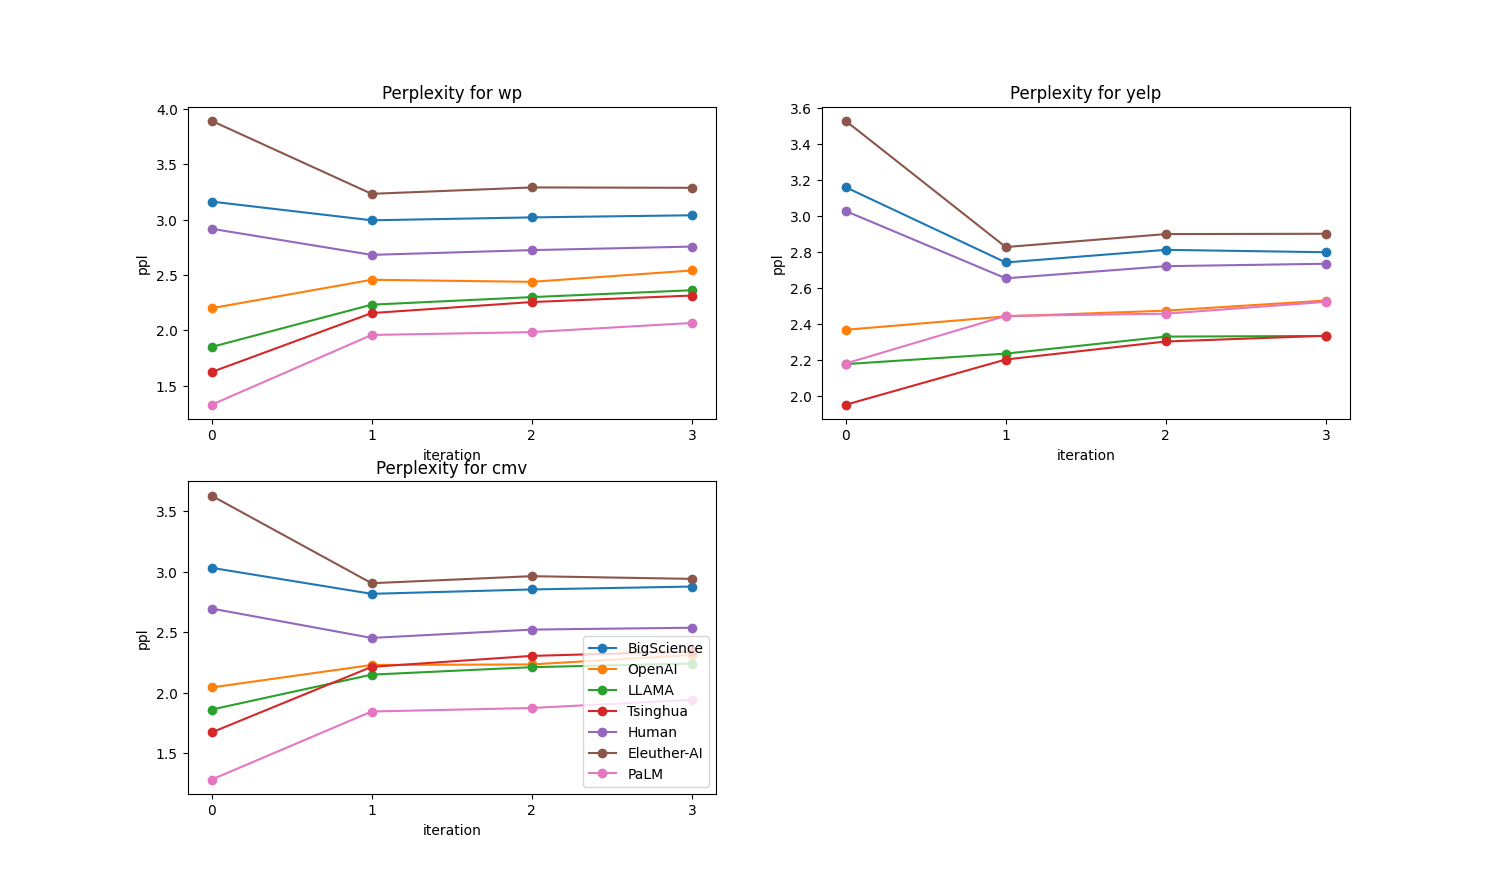 Perplexity for wp
4.0
3.5
3.0
2.5
2.0
1.5
ppl
0 1 2 3
iteration
Perplexity for yelp
3.6
3.4
3.2
3.0
2.8
2.6
2.4
2.2
2.0
ppl
0 1 2 3
iteration
Perplexity for cmv
3.5
3.0
2.5
2.0
1.5
ppl
BigScience
OpenAI
LLAMA
Tsinghua
Human
Eleuther-AI
PaLM
0 1 2 3
iteration